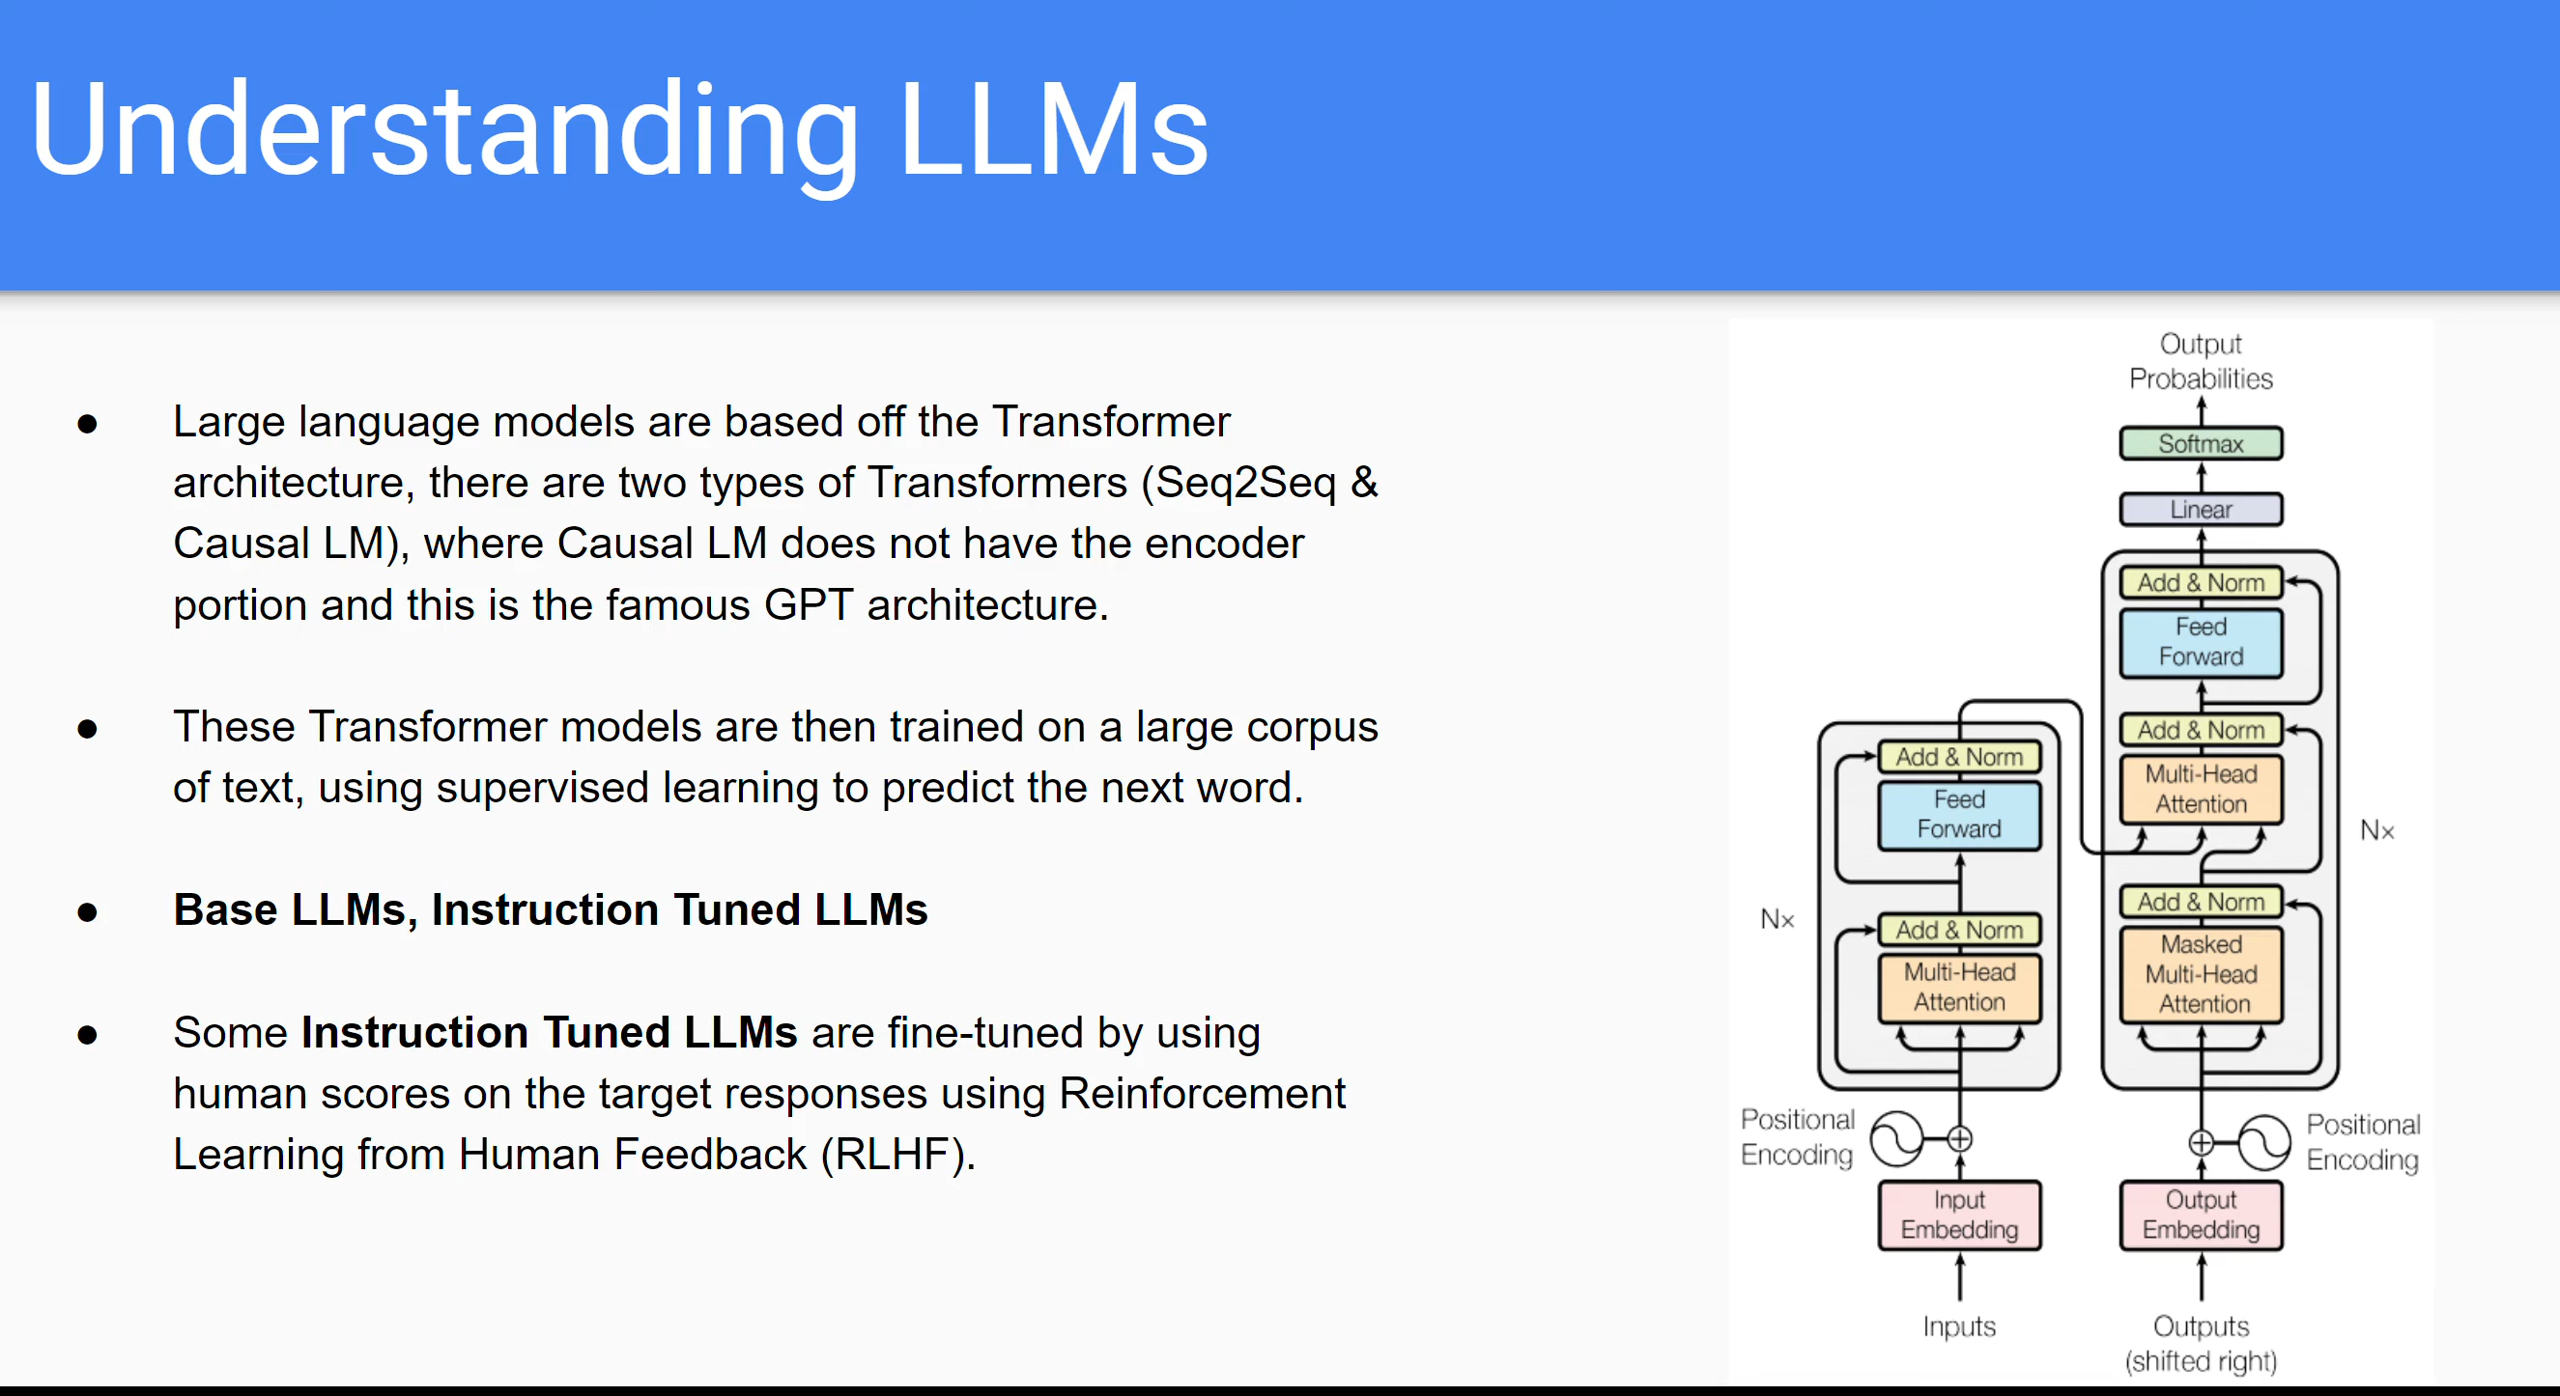 Understanding LLMs
● Large language models are based off the Transformer
architecture, there are two types of Transformers (Seq2Seq &
Causal LM), where Causal LM does not have the encoder
portion and this is the famous GPT architecture.
● These Transformer models are then trained on a large corpus
of text, using supervised learning to predict the next word.
● Base LLMs, Instruction Tuned LLMs
● Some Instruction Tuned LLMs are fine-tuned by using
human scores on the target responses using Reinforcement
Learning from Human Feedback (RLHF).
Output
Probabilities
Softmax
Linear
Add & Norm
Feed
Forward
Add & Norm
Multi-Head
Attention
Nx
Add & Norm
Masked
Multi-Head
Attention
Add & Norm
Feed
Forward
Nx
Add & Norm
Multi-Head
Attention
Positional
Encoding
Positional
Encoding
Input
Embedding
Output
Embedding
Inputs
Outputs
(shifted right)